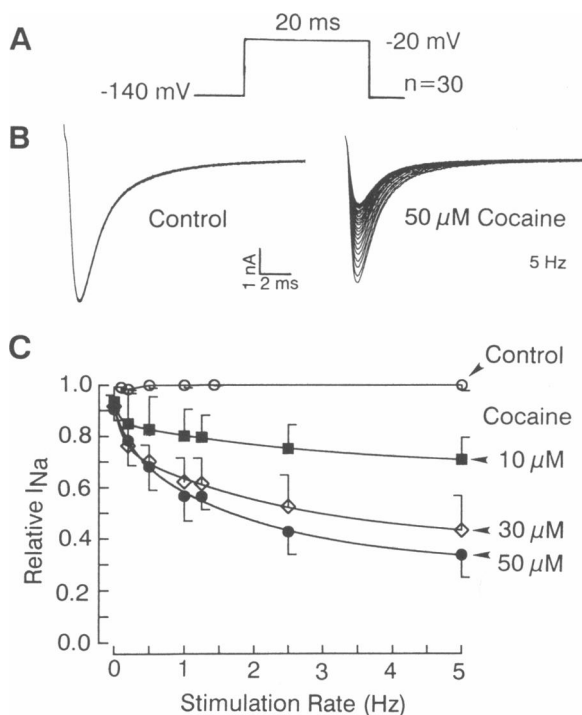 A
20 ms
-20 mV
-140 mV
n=30
B
Control
50 μM Cocaine
1 nA
2 ms
5 Hz
C
Control
Cocaine
10 μM
30 μM
50 μM
Relative INa
1.0
0.8
0.6
0.4
0.2
0.0
0 1 2 3 4 5
Stimulation Rate (Hz)